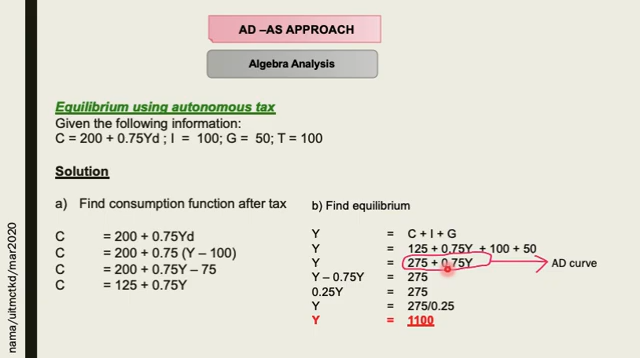 AD –AS APPROACH
Algebra Analysis
Equilibrium using autonomous tax
Given the following information:
C = 200 + 0.75Yd ; I = 100; G = 50; T = 100
Solution
a) Find consumption function after tax
C = 200 + 0.75Yd
C = 200 + 0.75 (Y – 100)
C = 200 + 0.75Y – 75
C = 125 + 0.75Y
b) Find equilibrium
Y = C + I + G
Y = 125 + 0.75Y + 100 + 50
Y = 275 + 0.75Y
AD curve
Y – 0.75Y = 275
0.25Y = 275
Y = 275/0.25
Y = 1100
nama/uitmctkd/mar2020